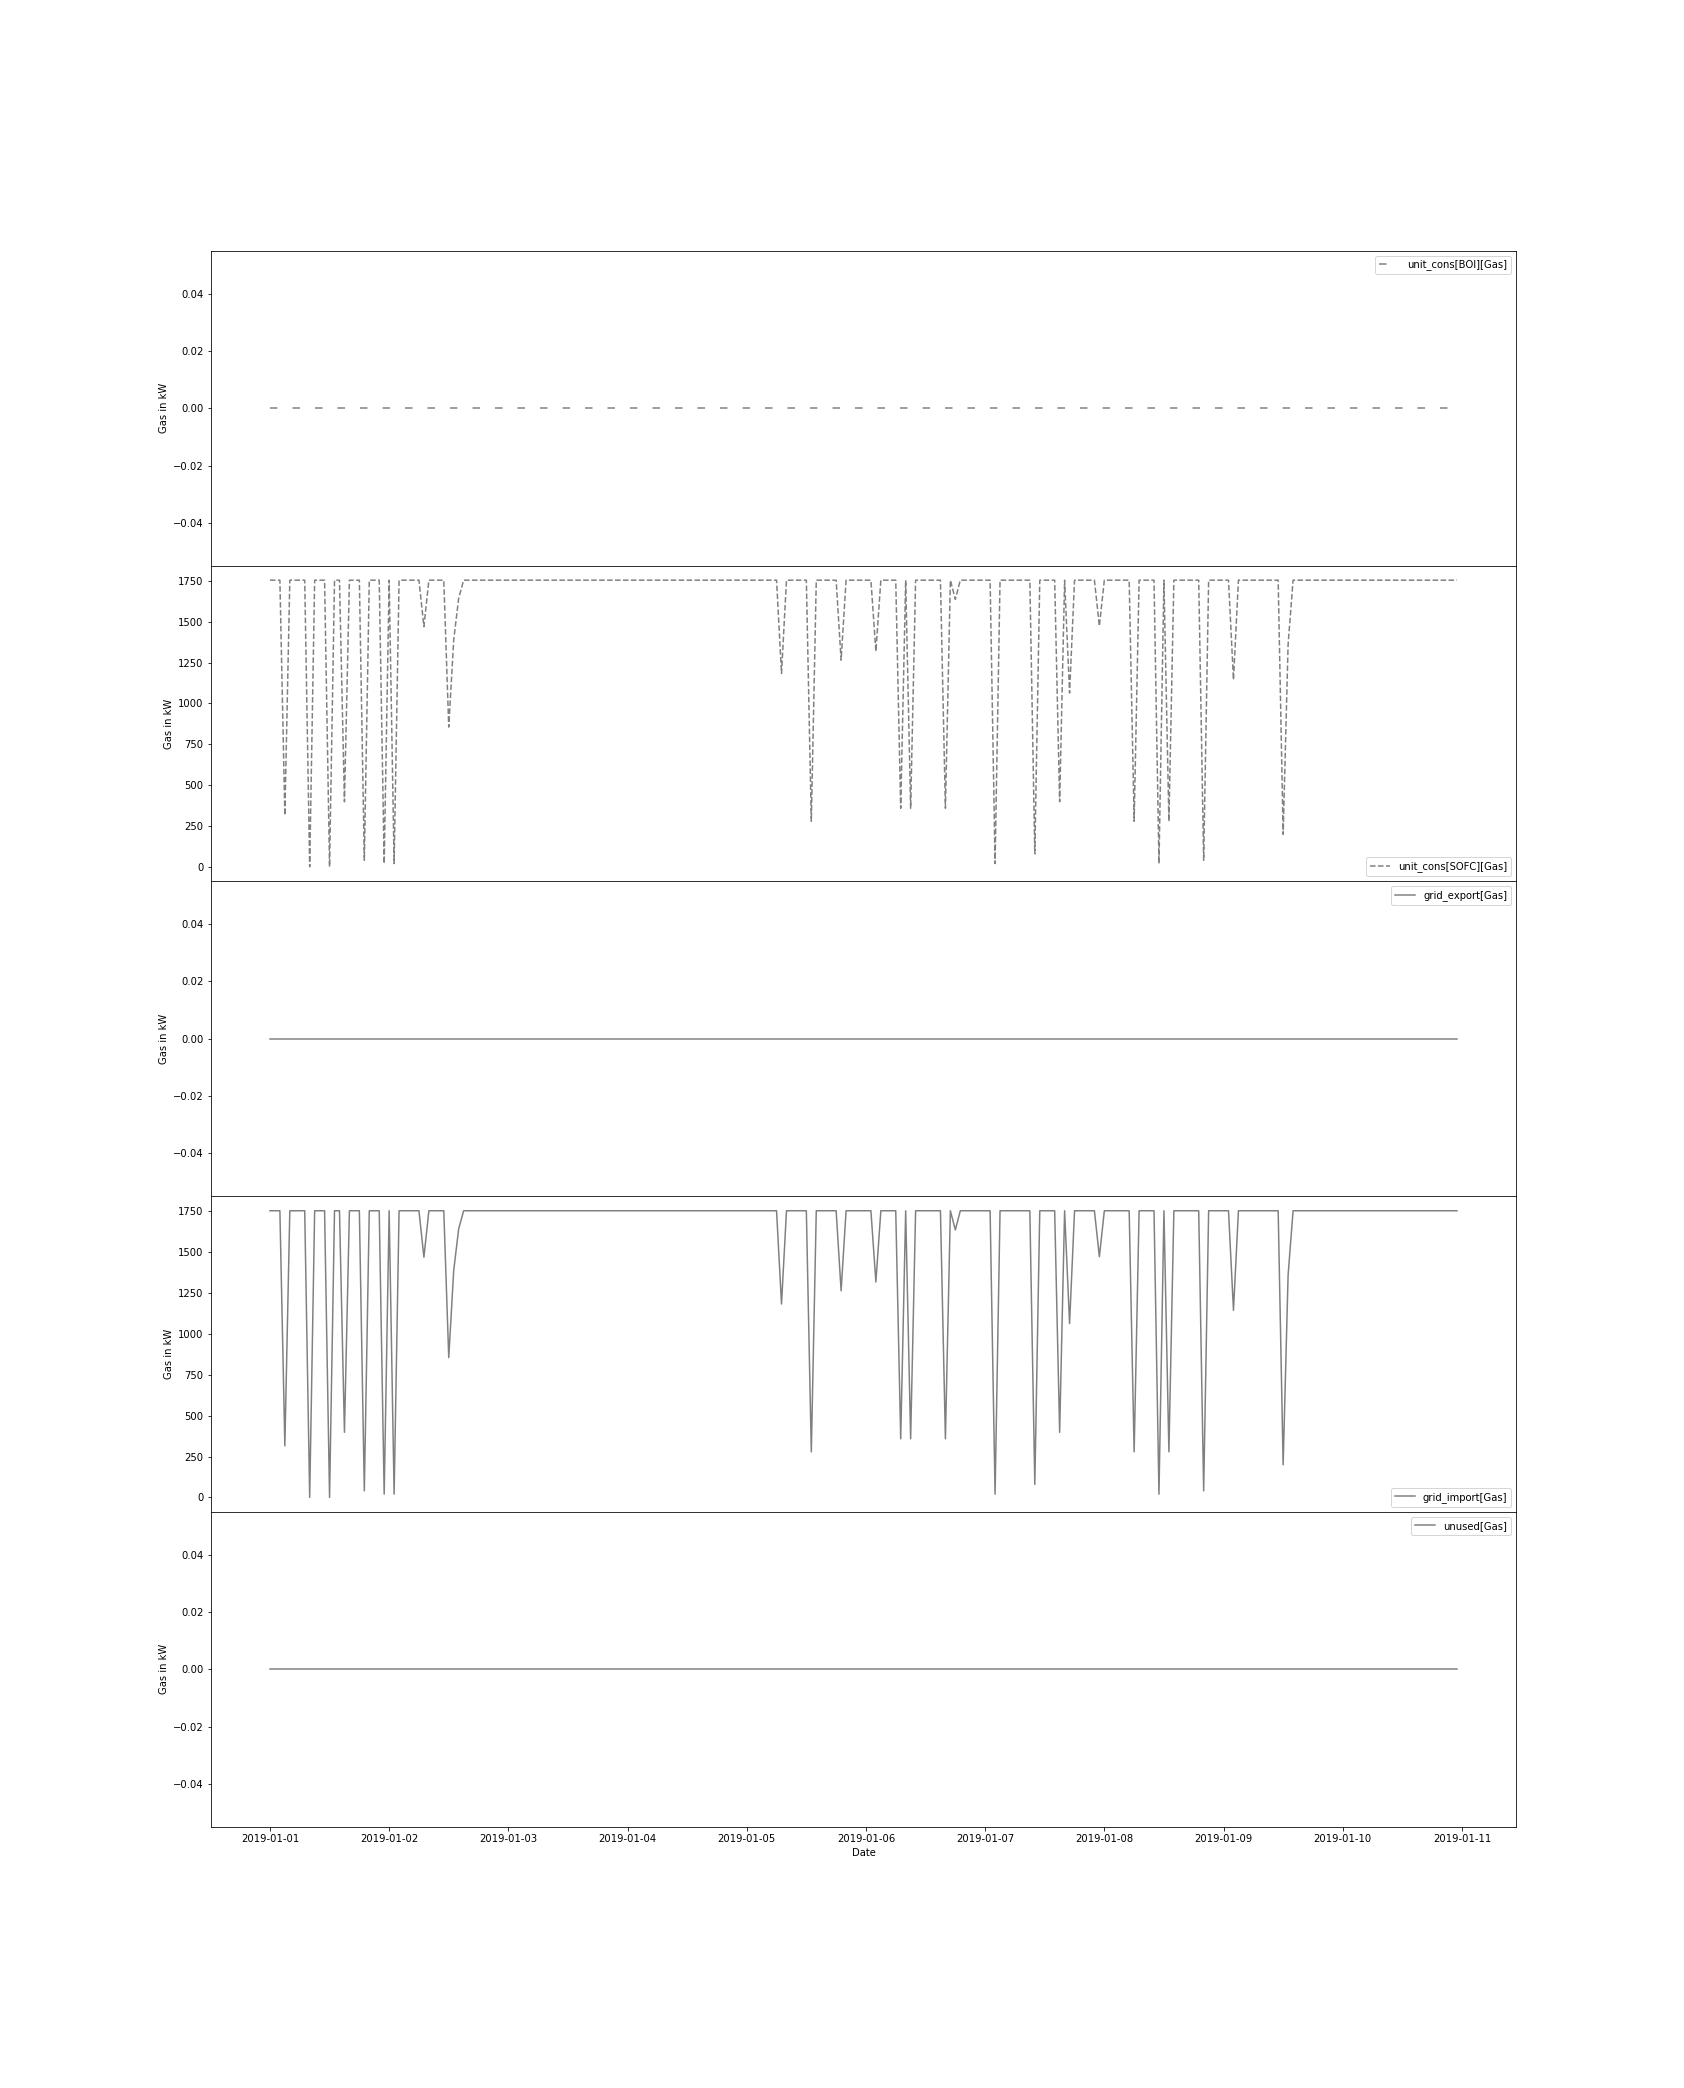 unit_cons[BOI][Gas]
0.04
0.02
0.00
−0.02
−0.04
Gas in kW
1750
1500
1250
1000
750
500
250
0
Gas in kW
unit_cons[SOFC][Gas]
grid_export[Gas]
0.04
0.02
0.00
−0.02
−0.04
Gas in kW
1750
1500
1250
1000
750
500
250
0
Gas in kW
grid_import[Gas]
unused[Gas]
0.04
0.02
0.00
−0.02
−0.04
Gas in kW
2019-01-01 2019-01-02 2019-01-03 2019-01-04 2019-01-05 2019-01-06 2019-01-07 2019-01-08 2019-01-09 2019-01-10 2019-01-11
Date